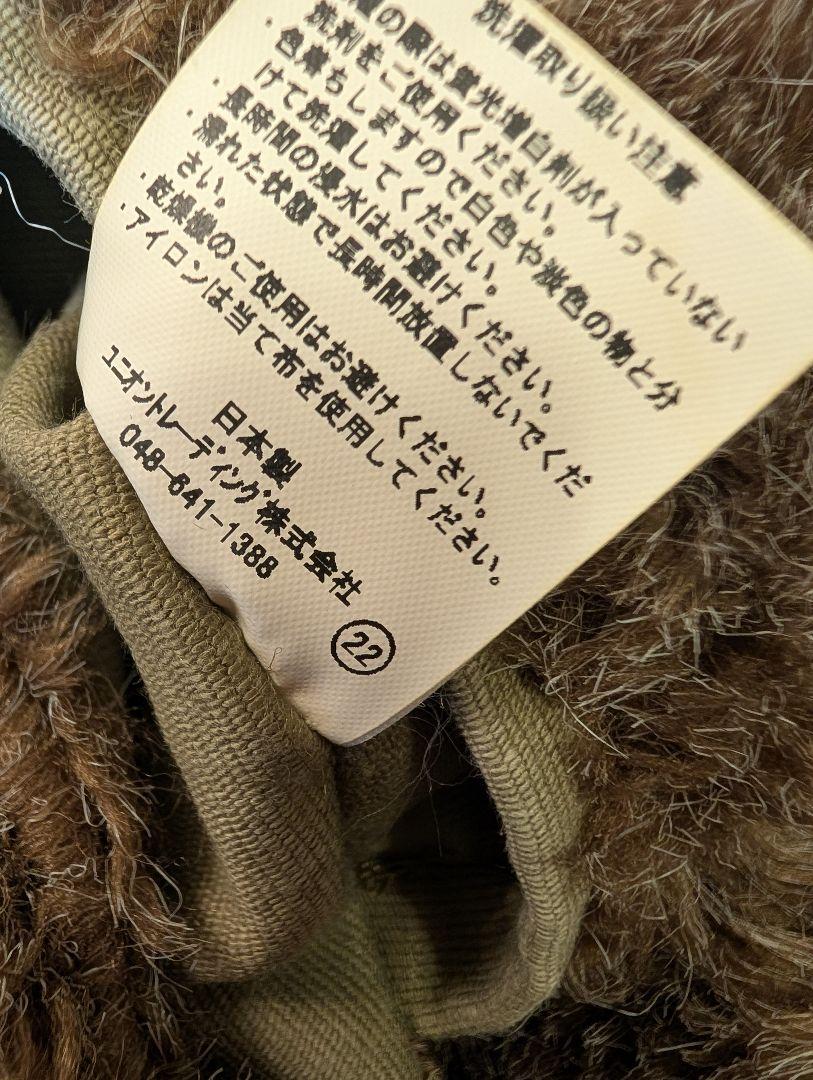 洗濯取り扱い注意
濯の際は蛍光増白剤が入っていない
洗剤をご使用ください。
・色落ちしますので白色や淡色の物と分
けて洗濯してください。
・長時間の浸水はお避けください。
・濡れた状態で長時間放置しないでくだ
さい。
・乾燥機のご使用はお避けください。
・アイロンは当て布を使用してください。
日本製
ユニオントレーディング株式会社
048-641-1388
22